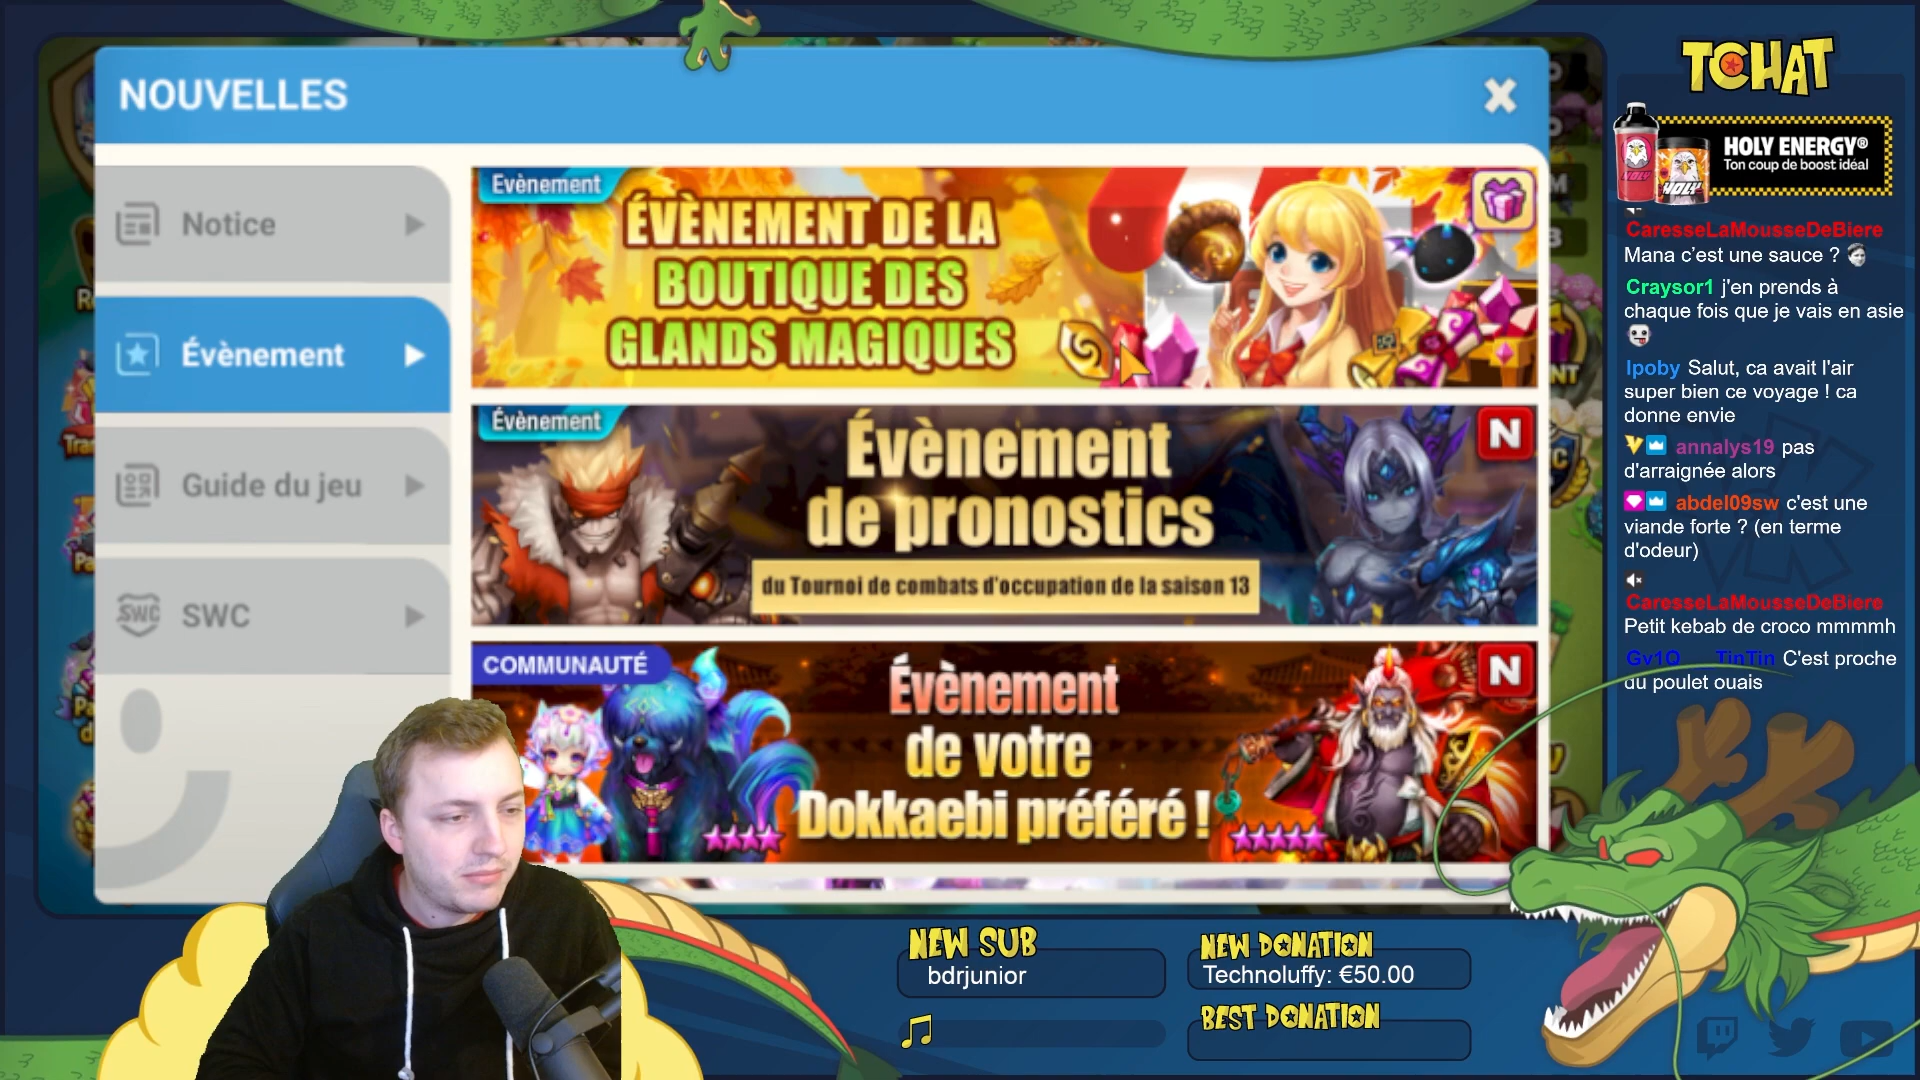 NOUVELLES
Notice
Évènement
Guide du jeu
SWC
SWC
Evènement
ÉVÈNEMENT DE LA
BOUTIQUE DES
GLANDS MAGIQUES
Évènement
Évènement
de pronostics
du Tournoi de combats d'occupation de la saison 13
N
COMMUNAUTÉ
Évènement
de votre
Dokkaebi préféré !
N
TCHAT
HOLY ENERGY®
Ton coup de boost idéal
CaresseLaMousseDeBiere
Mana c'est une sauce ?
Craysor1 j'en prends à
chaque fois que je vais en asie
Ipoby Salut, ca avait l'air
super bien ce voyage ! ca
donne envie
annalys19 pas
d'arraignée alors
abdel09sw c'est une
viande forte ? (en terme
d'odeur)
CaresseLaMousseDeBiere
Petit kebab de croco mmmmh
Gv1O__TinTin C'est proche
du poulet ouais
NEW SUB
bdrjunior
NEW DONATION
Technoluffy: €50.00
BEST DONATION